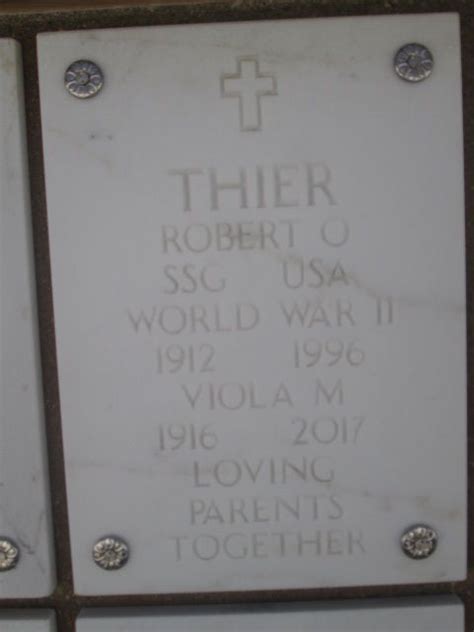 THIER
ROBERT O
SSG USA
WORLD WAR II
1912 1996
VIOLA M
1916 2017
LOVING
PARENTS
TOGETHER